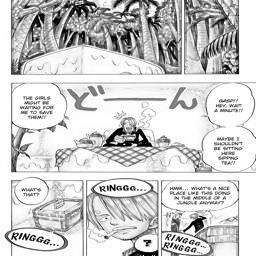 ど━━ん
GASP!!
HEY, WAIT
A MINUTE!!
MAYBE I
SHOULDN'T
BE SITTING
HERE
SIPPING
TEA!!
THE GIRLS
MIGHT BE
WAITING FOR
ME TO SAVE
THEM!!
HMM... WHAT'S A NICE
PLACE LIKE THIS DOING
IN THE MIDDLE OF A
JUNGLE ANYWAY?
RINGGG...
RINGGG...
RINGGG...
?
WHAT'S
THAT?
RINGGG...